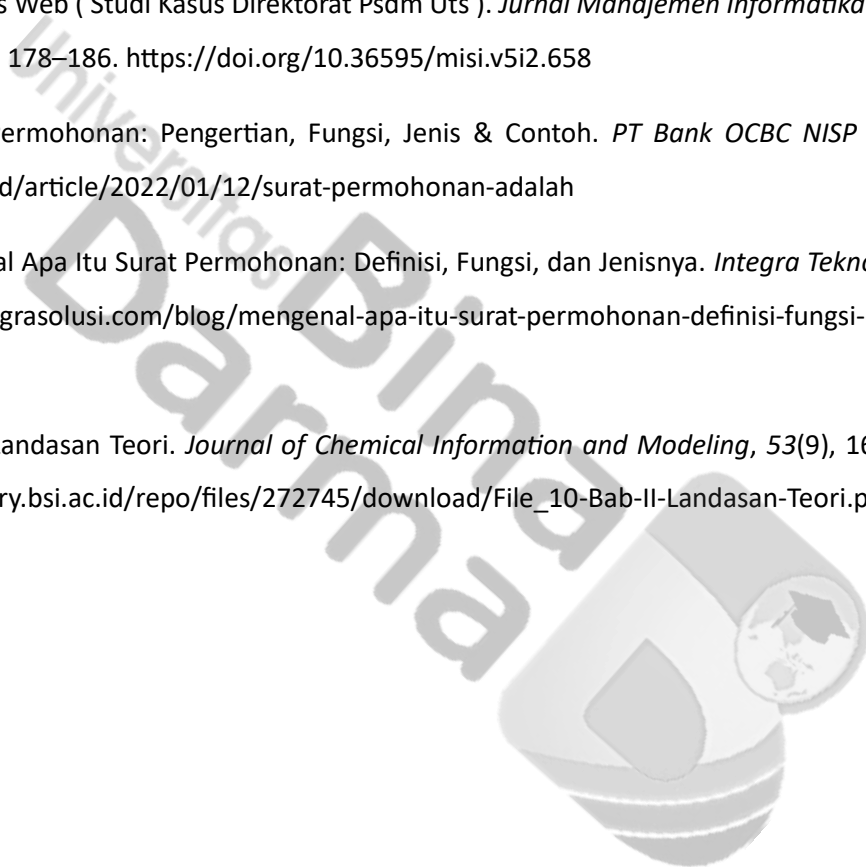 s Web ( Studi Kasus Direktorat Psdm Uts ). Jurnal Manajemen Informatika
178–186. https://doi.org/10.36595/misi.v5i2.658
ermohonan: Pengertian, Fungsi, Jenis & Contoh. PT Bank OCBC NISP
d/article/2022/01/12/surat-permohonan-adalah
al Apa Itu Surat Permohonan: Definisi, Fungsi, dan Jenisnya. Integra Tekno
grasolusi.com/blog/mengenal-apa-itu-surat-permohonan-definisi-fungsi-
Landasan Teori. Journal of Chemical Information and Modeling, 53(9), 16
ry.bsi.ac.id/repo/files/272745/download/File_10-Bab-II-Landasan-Teori.p
Universitas
Bina
Darma